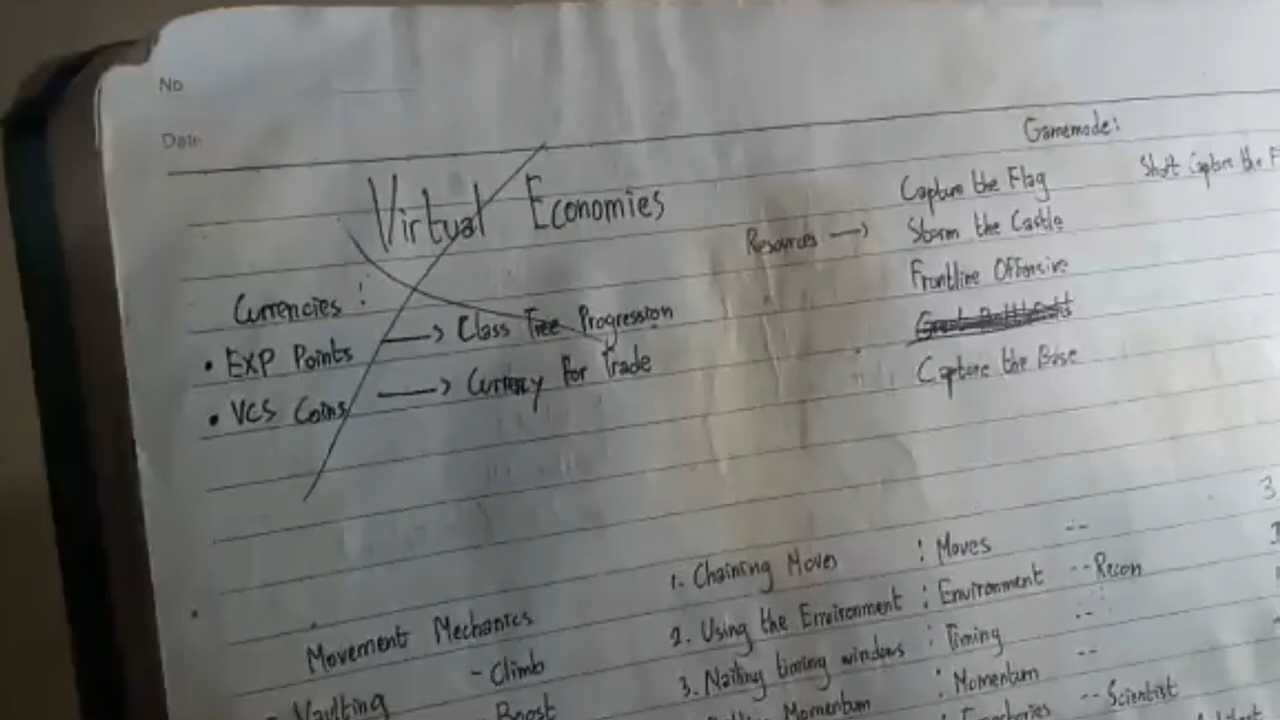 No
Date
Gamemode:
Virtual Economies
Capture the Flag
Resources → Storm the Castle
Frontline Offensive
Capture the Base
Currencies :
• EXP Points → Class Tree Progression
• VCS Coins → Currency For Trade
Movement Mechanics
- Climb
- Vaulting
Boost
1. Chaining Moves : Moves --
2. Using the Environment : Environment -- Recon
3. Nailing timing windows : Timing --
Momentum : Momentum --
-- Scientist